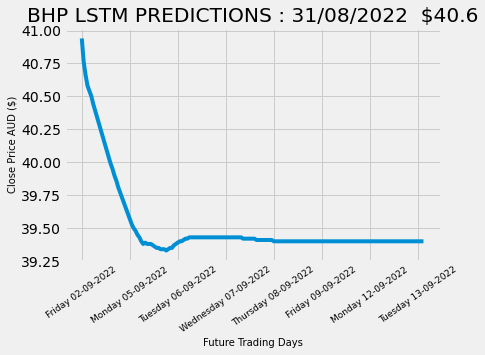 BHP LSTM PREDICTIONS : 31/08/2022 $40.6
41.00
40.75
40.50
40.25
40.00
39.75
39.50
39.25
Close Price AUD ($)
Friday 02-09-2022
Monday 05-09-2022
Tuesday 06-09-2022
Wednesday 07-09-2022
Thursday 08-09-2022
Friday 09-09-2022
Monday 12-09-2022
Tuesday 13-09-2022
Future Trading Days